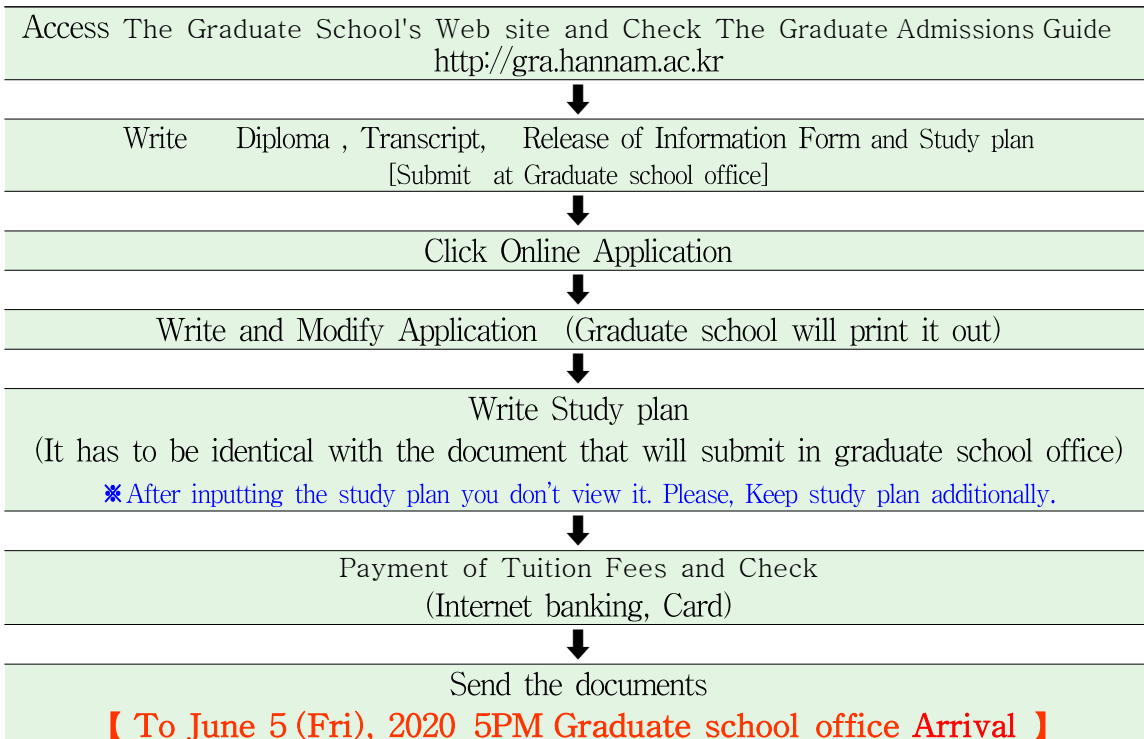 Access The Graduate School's Web site and Check The Graduate Admissions Guide
http://gra.hannam.ac.kr
Write Diploma , Transcript, Release of Information Form and Study plan
[Submit at Graduate school office]
Click Online Application
Write and Modify Application (Graduate school will print it out)
Write Study plan
(It has to be identical with the document that will submit in graduate school office)
※After inputting the study plan you don't view it. Please, Keep study plan additionally.
Payment of Tuition Fees and Check
(Internet banking, Card)
Send the documents
【 To June 5 (Fri), 2020 5PM Graduate school office Arrival 】